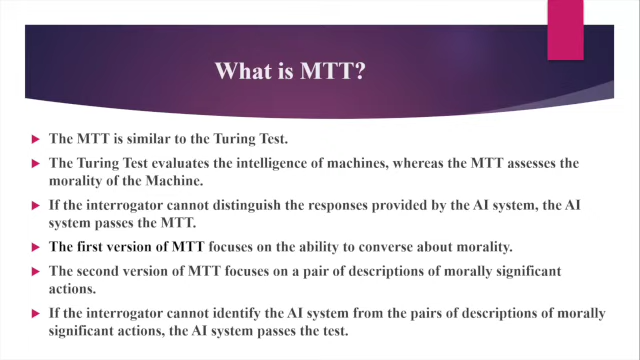 What is MTT?
The MTT is similar to the Turing Test.
The Turing Test evaluates the intelligence of machines, whereas the MTT assesses the
morality of the Machine.
If the interrogator cannot distinguish the responses provided by the AI system, the AI
system passes the MTT.
The first version of MTT focuses on the ability to converse about morality.
The second version of MTT focuses on a pair of descriptions of morally significant
actions.
If the interrogator cannot identify the AI system from the pairs of descriptions of morally
significant actions, the AI system passes the test.